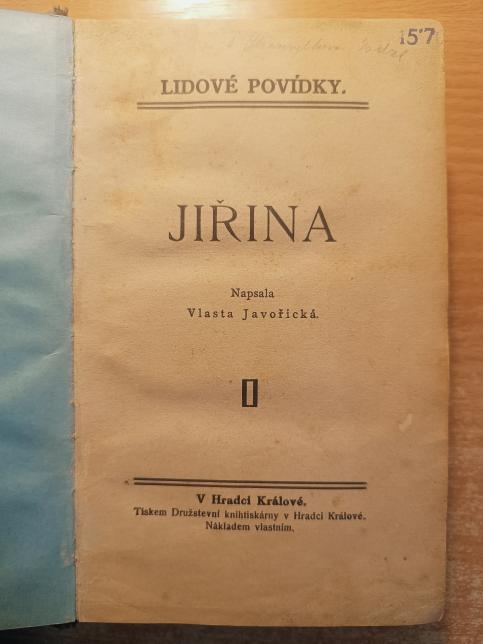 157
LIDOVÉ POVÍDKY.
JIŘINA
Napsala
Vlasta Javořická.
V Hradci Králové.
Tiskem Družstevní knihtiskárny v Hradci Králové.
Nákladem vlastním.